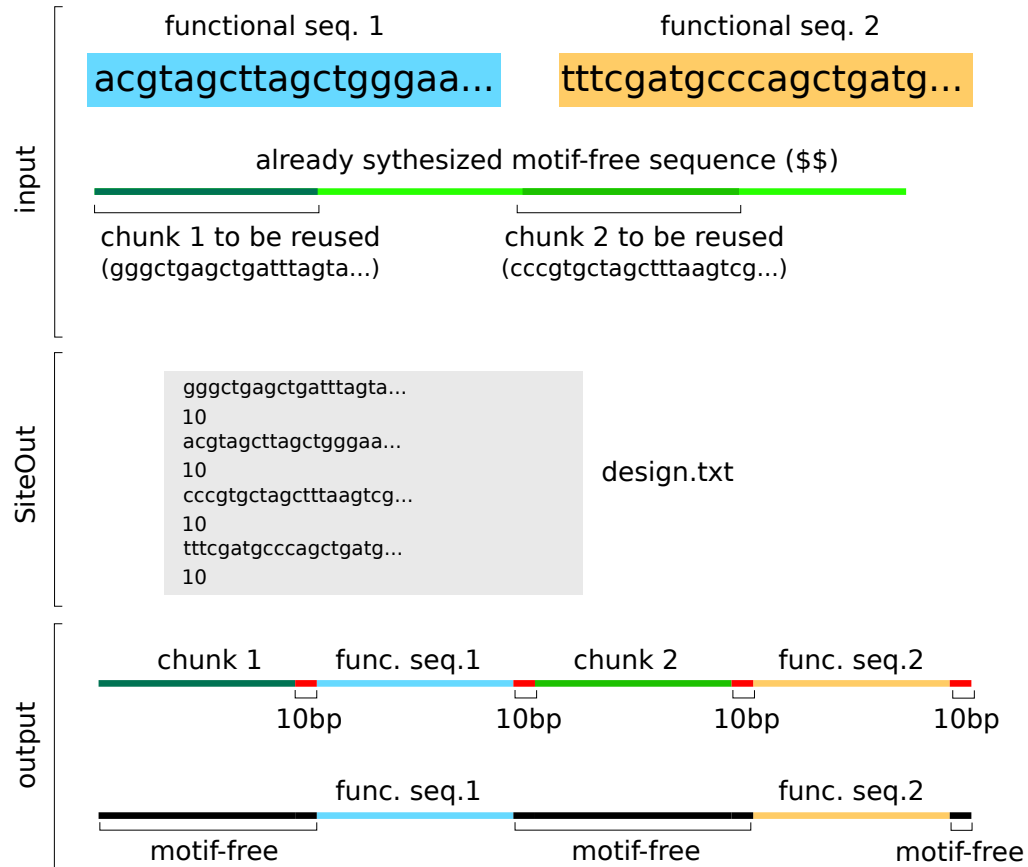 input
functional seq. 1
functional seq. 2
acgtagcttagctgggaa...
tttcgatgcccagctgatg...
already sythesized motif-free sequence ($$)
chunk 1 to be reused
(gggctgagctgatttagta...)
chunk 2 to be reused
(cccgtgctagctttaagtcg...)
SiteOut
gggctgagctgatttagta...
10
acgtagcttagctgggaa...
10
cccgtgctagctttaagtcg...
10
tttcgatgcccagctgatg...
10
design.txt
output
chunk 1
func. seq.1
chunk 2
func. seq.2
10bp
10bp
10bp
10bp
func. seq.1
func. seq.2
motif-free
motif-free
motif-free